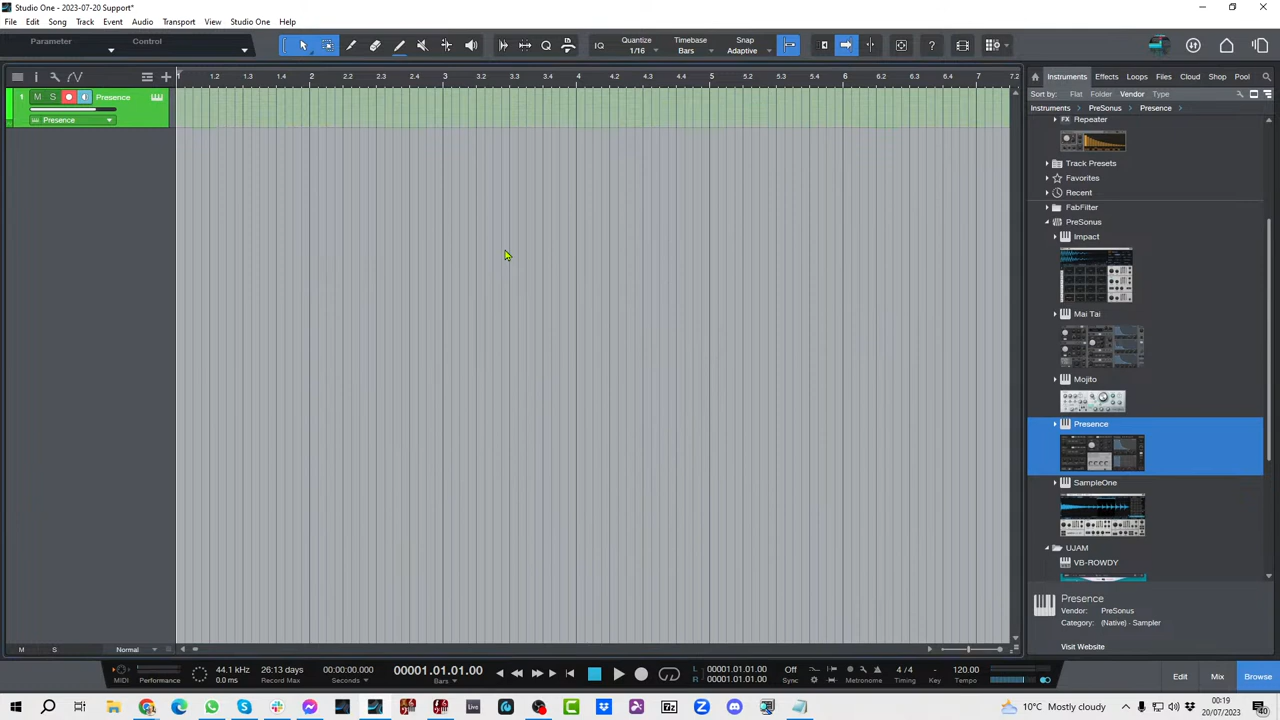 Studio One - 2023-07-20 Support*
File Edit Song Track Event Audio Transport View Studio One Help
Parameter Control
IQ Quantize 1/16 Timebase Bars Snap Adaptive ?
1 1.2 1.3 1.4 2 2.2 2.3 2.4 3 3.2 3.3 3.4 4 4.2 4.3 4.4 5 5.2 5.3 5.4 6 6.2 6.3 6.4 7 7.2
1 M S Presence
Presence
Instruments Effects Loops Files Cloud Shop Pool
Sort by: Flat Folder Vendor Type
Instruments PreSonus Presence
FX Repeater
Track Presets
Favorites
Recent
FabFilter
PreSonus
Impact
Mai Tai
Mojito
Presence
SampleOne
UJAM
VB-ROWDY
Presence
Vendor: PreSonus
Category: (Native) - Sampler
Visit Website
M S Normal
MIDI Performance
44.1 kHz
0.0 ms
26:13 days
Record Max
00:00:00.000
Seconds
00001.01.01.00
Bars
L 00001.01.01.00
R 00001.01.01.00
Off
Sync
Metronome
4 / 4
Timing
Key
120.00
Tempo
Edit Mix Browse
Live
10°C Mostly cloudy
00:19
20/07/2023
40